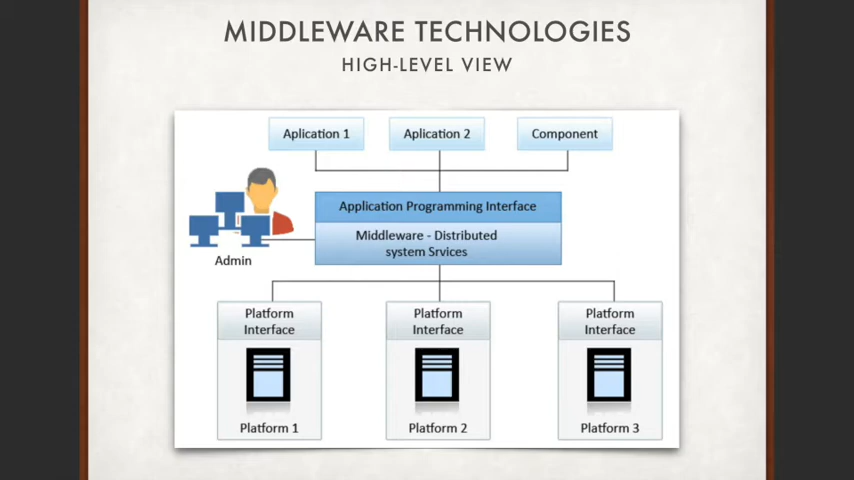 MIDDLEWARE TECHNOLOGIES
HIGH-LEVEL VIEW
Aplication 1
Aplication 2
Component
Application Programming Interface
Middleware - Distributed
system Srvices
Admin
Platform
Interface
Platform
Interface
Platform
Interface
Platform 1
Platform 2
Platform 3